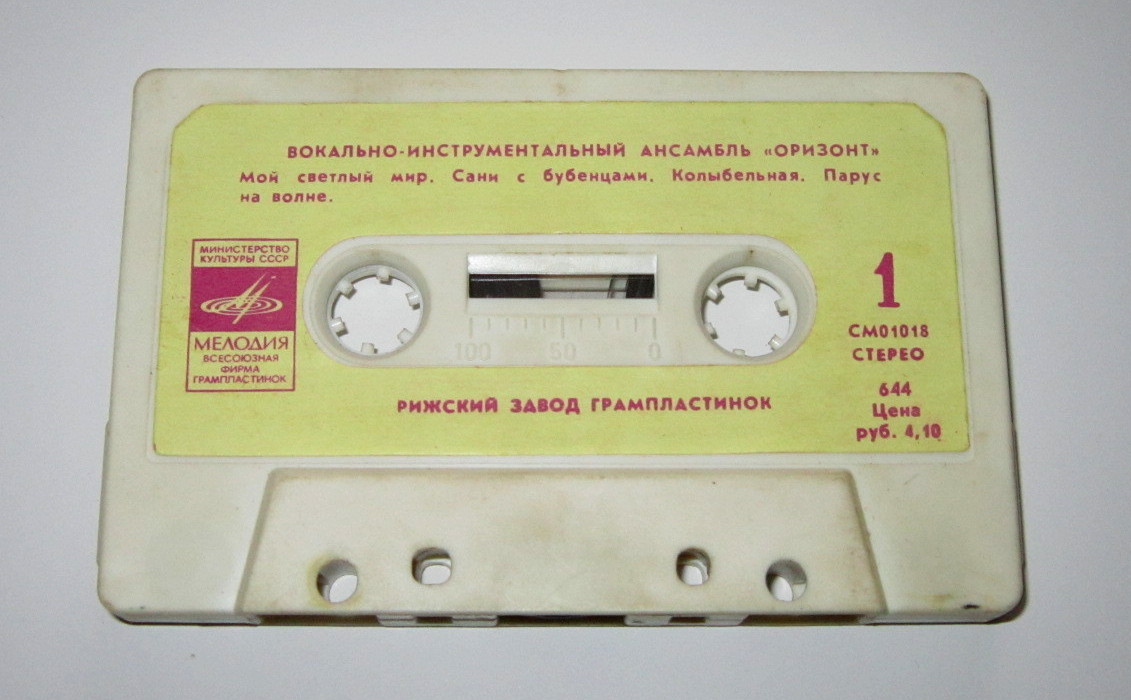 ВОКАЛЬНО-ИНСТРУМЕНТАЛЬНЫЙ АНСАМБЛЬ «ОРИЗОНТ»
Мой светлый мир. Сани с бубенцами. Колыбельная. Парус
на волне.
МИНИСТЕРСТВО
КУЛЬТУРЫ СССР
МЕЛОДИЯ
ВСЕСОЮЗНАЯ
ФИРМА
ГРАМПЛАСТИНОК
100 50 0
1
СМ01018
СТЕРЕО
644
Цена
руб. 4,10
РИЖСКИЙ ЗАВОД ГРАМПЛАСТИНОК